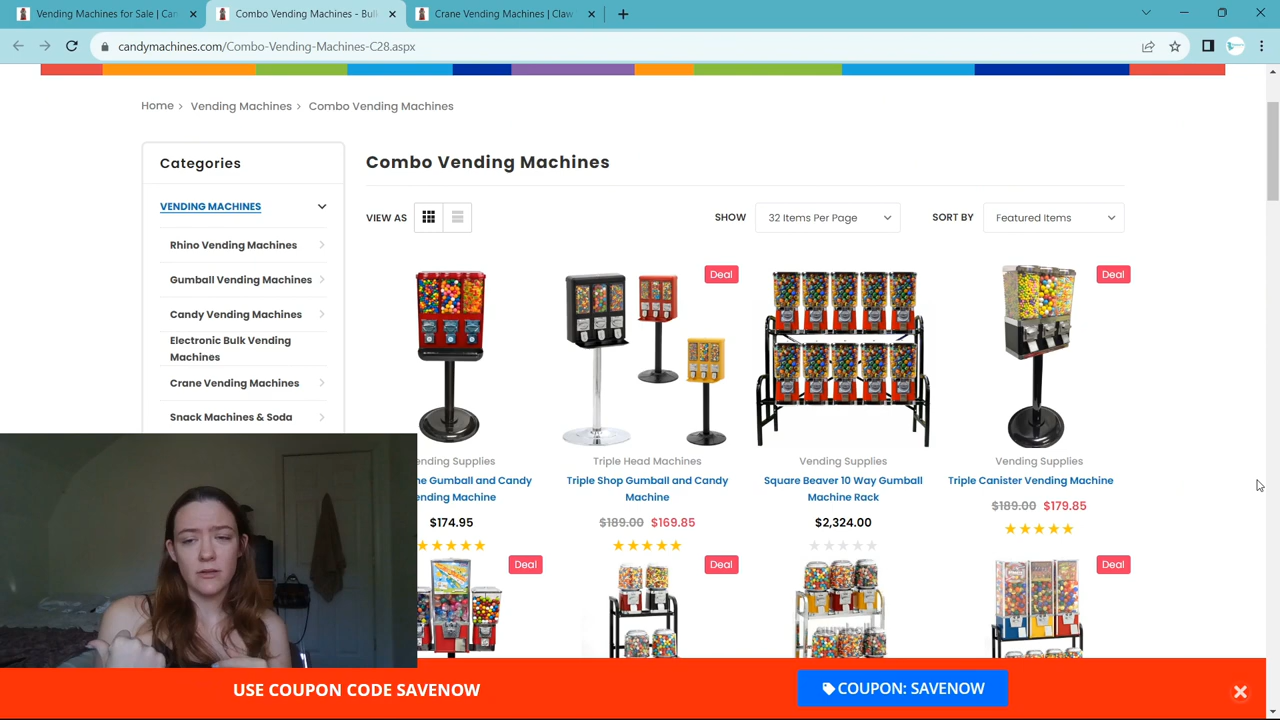 Vending Machines for Sale | Can
Combo Vending Machines - Bulk
Crane Vending Machines | Claw
candymachines.com/Combo-Vending-Machines-C28.aspx
Home > Vending Machines > Combo Vending Machines
Categories
VENDING MACHINES
Rhino Vending Machines
Gumball Vending Machines
Candy Vending Machines
Electronic Bulk Vending
Machines
Crane Vending Machines
Snack Machines & Soda
Combo Vending Machines
VIEW AS
SHOW
32 Items Per Page
SORT BY
Featured Items
Deal
Deal
ending Supplies
Triple Head Machines
Vending Supplies
Vending Supplies
ne Gumball and Candy
Triple Shop Gumball and Candy
Square Beaver 10 Way Gumball
Triple Canister Vending Machine
ending Machine
Machine
Machine Rack
$189.00 $179.85
$174.95
$189.00 $169.85
$2,324.00
Deal
Deal
Deal
USE COUPON CODE SAVENOW
COUPON: SAVENOW